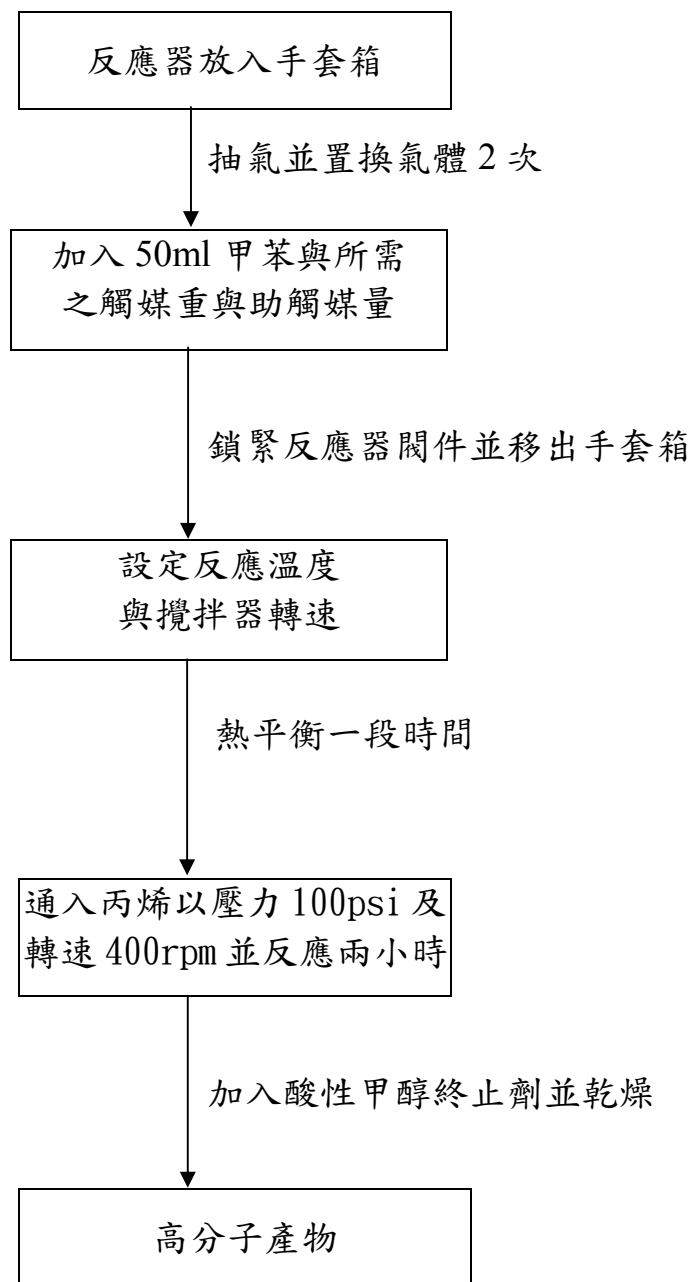 反應器放入手套箱
抽氣並置換氣體 2 次
加入 50ml 甲苯與所需
之觸媒重與助觸媒量
鎖緊反應器閥件並移出手套箱
設定反應溫度
與攪拌器轉速
熱平衡一段時間
通入丙烯以壓力 100psi 及
轉速 400rpm 並反應兩小時
加入酸性甲醇終止劑並乾燥
高分子產物